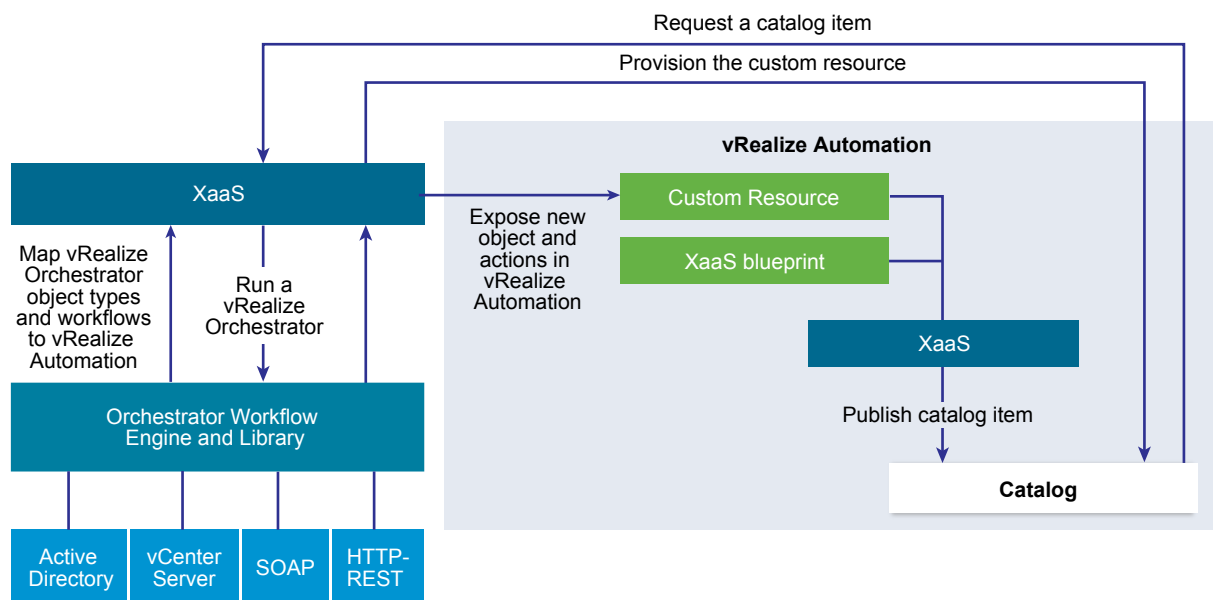 Request a catalog item
Provision the custom resource
vRealize Automation
XaaS
Custom Resource
Expose new
object and
actions in
vRealize
Automation
XaaS blueprint
Map vRealize
Orchestrator
object types
and workflows
to vRealize
Automation
Run a
vRealize
Orchestrator
XaaS
Orchestrator Workflow
Engine and Library
Publish catalog item
Catalog
Active
Directory
vCenter
Server
SOAP
HTTP-
REST